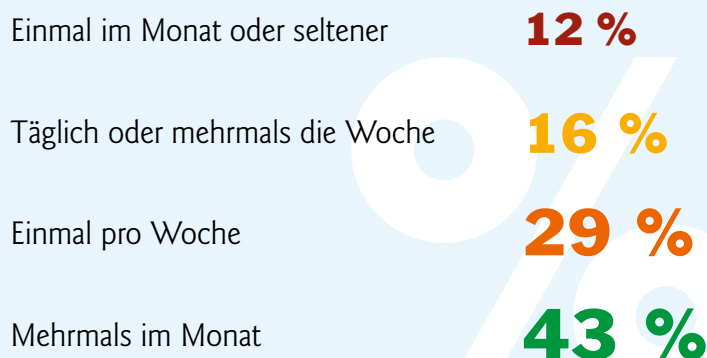 Einmal im Monat oder seltener 12 %
Täglich oder mehrmals die Woche 16 %
Einmal pro Woche 29 %
Mehrmals im Monat 43 %